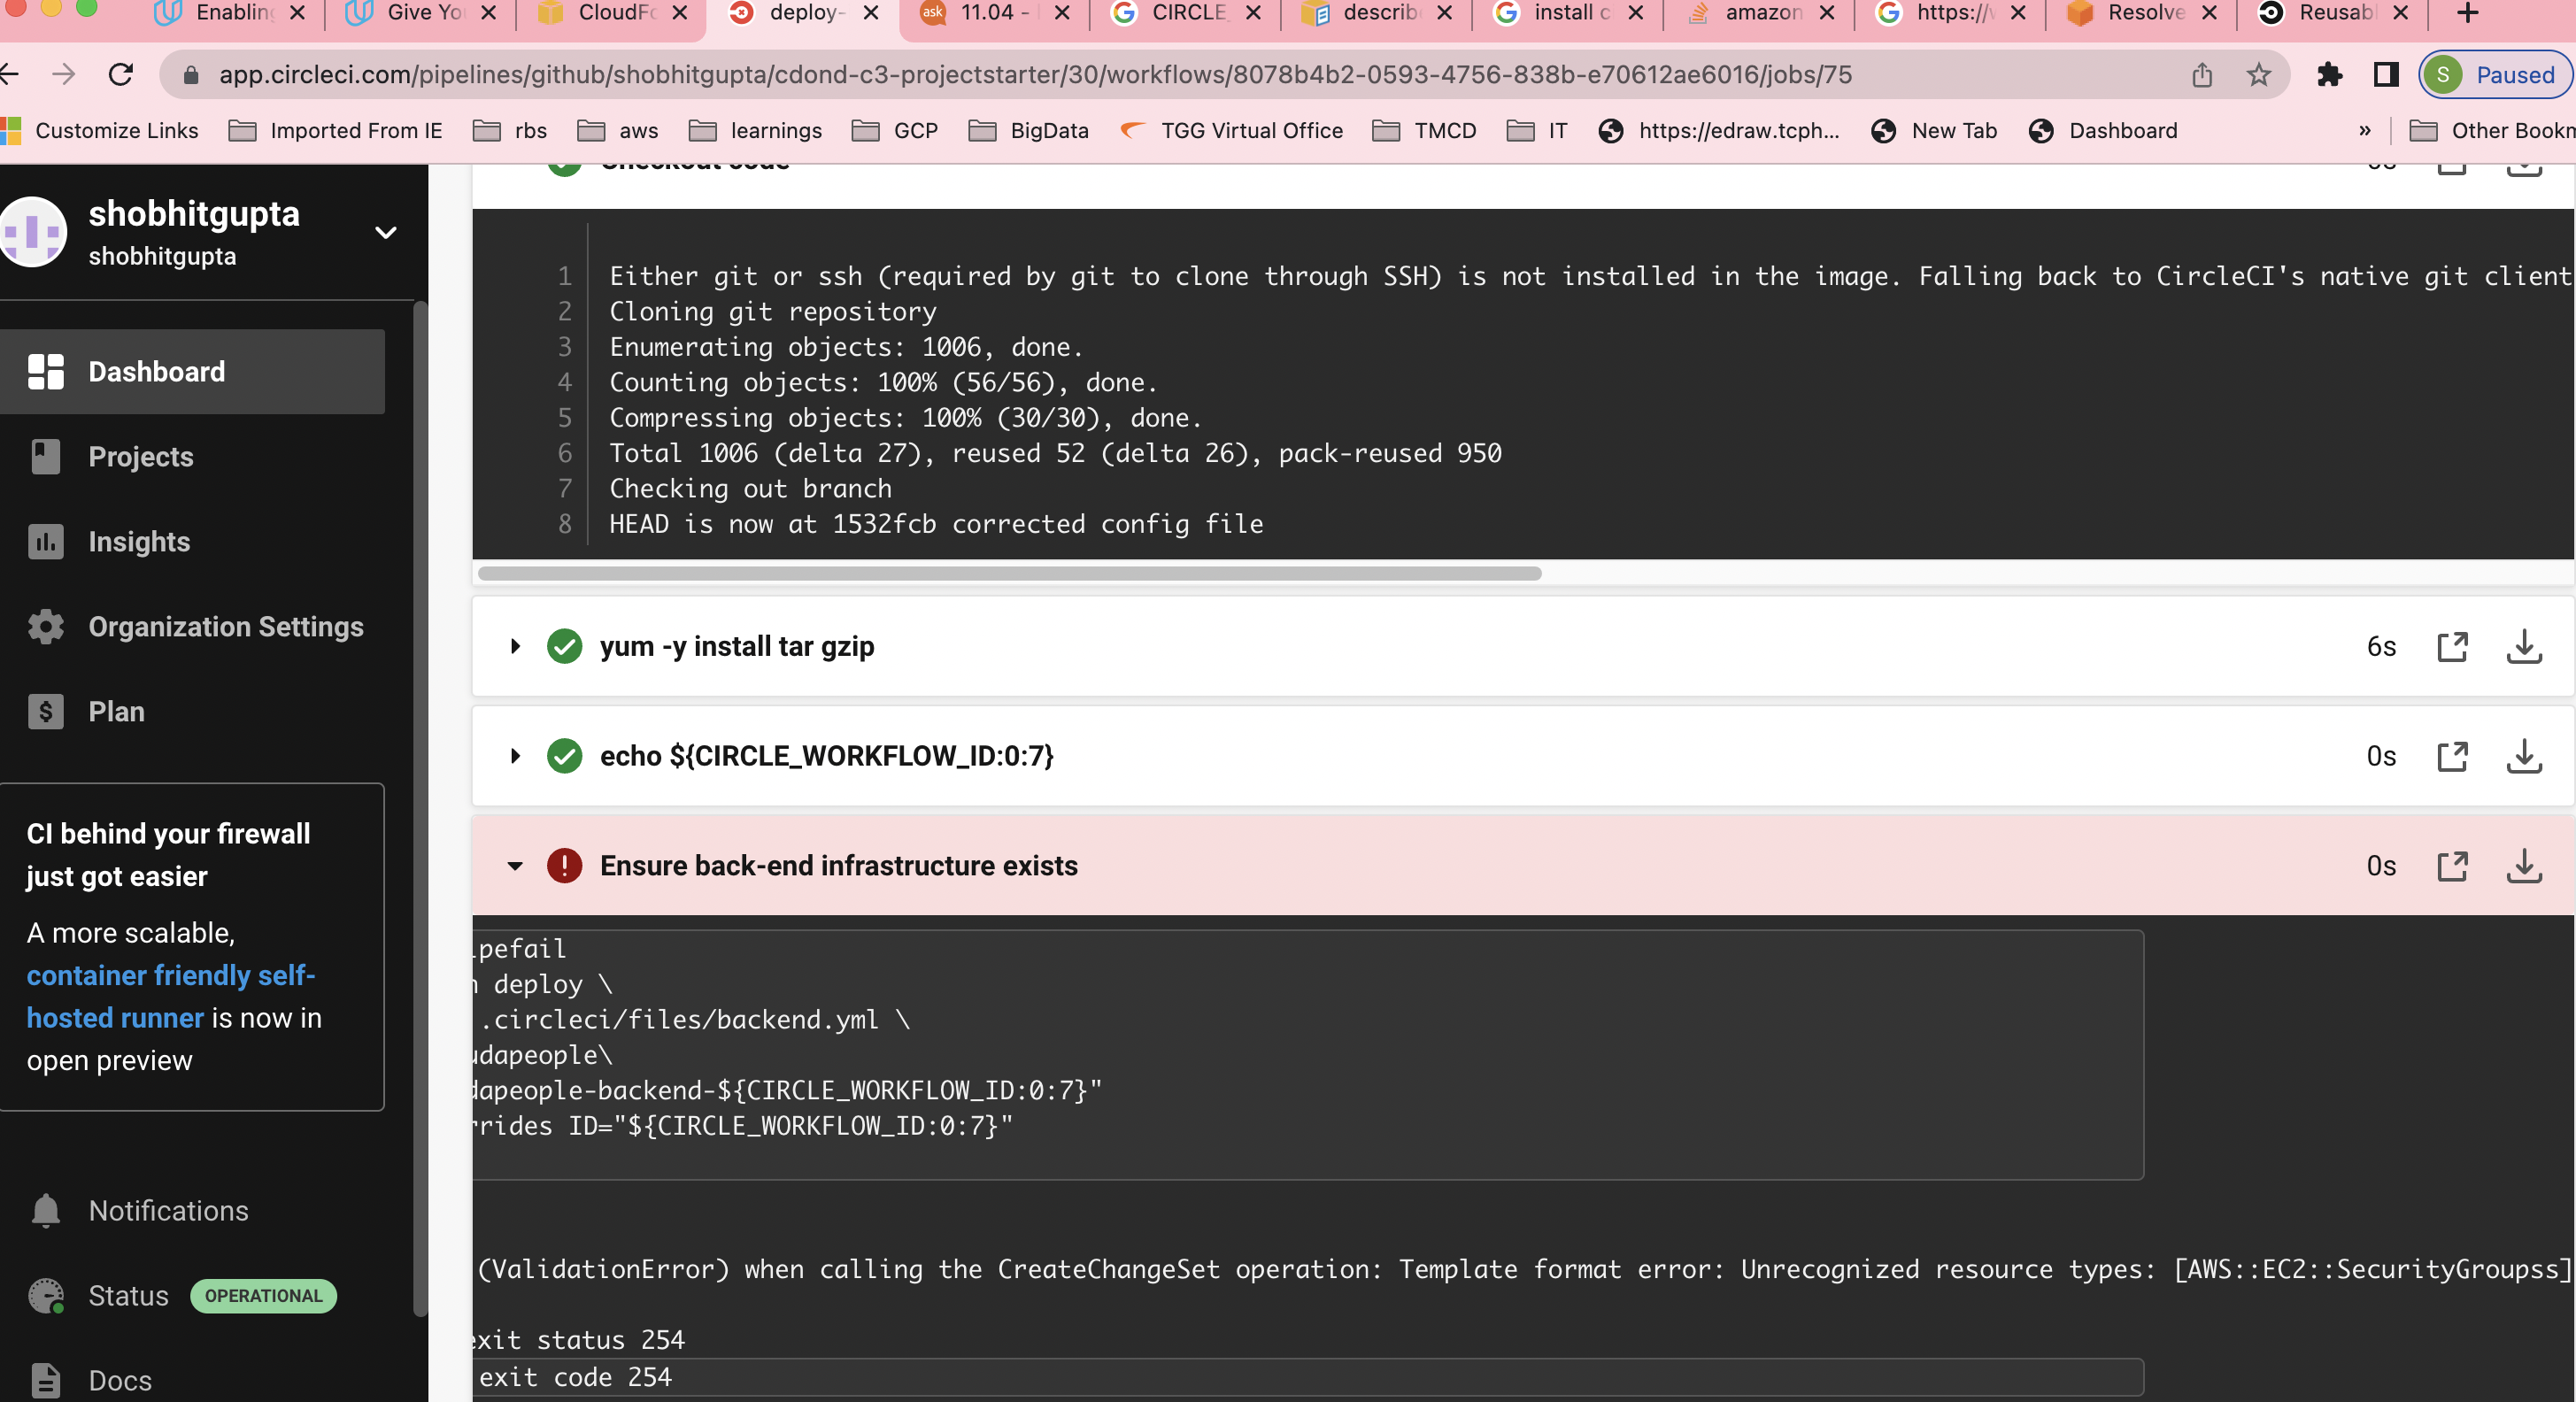 Enabling
Give Yo
CloudFo
deploy-
ask
11.04 -
CIRCLE_
describ
install c
amazon
https://
Resolve
Reusab
app.circleci.com/pipelines/github/shobhitgupta/cdond-c3-projectstarter/30/workflows/8078b4b2-0593-4756-838b-e70612ae6016/jobs/75
S
Paused
Customize Links
Imported From IE
rbs
aws
learnings
GCP
BigData
TGG Virtual Office
TMCD
IT
https://edraw.tcph...
New Tab
Dashboard
»
Other Bookm
shobhitgupta
shobhitgupta
Dashboard
Projects
Insights
Organization Settings
Plan
CI behind your firewall
just got easier
A more scalable,
container friendly self-
hosted runner is now in
open preview
Notifications
Status OPERATIONAL
Docs
Checkout code
1 Either git or ssh (required by git to clone through SSH) is not installed in the image. Falling back to CircleCI's native git client
2 Cloning git repository
3 Enumerating objects: 1006, done.
4 Counting objects: 100% (56/56), done.
5 Compressing objects: 100% (30/30), done.
6 Total 1006 (delta 27), reused 52 (delta 26), pack-reused 950
7 Checking out branch
8 HEAD is now at 1532fcb corrected config file
yum -y install tar gzip 6s
echo ${CIRCLE_WORKFLOW_ID:0:7} 0s
Ensure back-end infrastructure exists 0s
ipefail
n deploy \
.circleci/files/backend.yml \
udapeople\
dapeople-backend-${CIRCLE_WORKFLOW_ID:0:7}"
rrides ID="${CIRCLE_WORKFLOW_ID:0:7}"
(ValidationError) when calling the CreateChangeSet operation: Template format error: Unrecognized resource types: [AWS::EC2::SecurityGroupss]
exit status 254
exit code 254